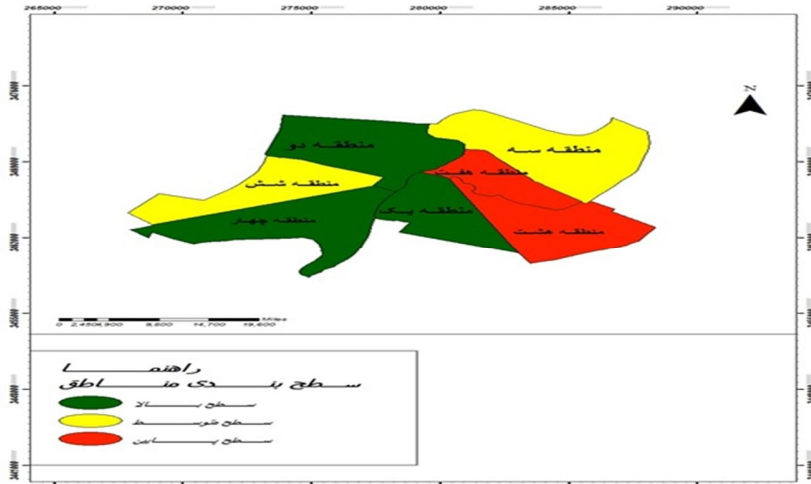 265000 270000 275000 280000 285000 290000
N
منطقه دو
منطقه سه
منطقه هفت
منطقه شش
منطقه یک
منطقه چهار
منطقه هشت
Miles
0 2,450 4,900 9,800 14,700 19,600
راهنما
سطح بندی مناطق
سطح بالا
سطح متوسط
سطح پایین